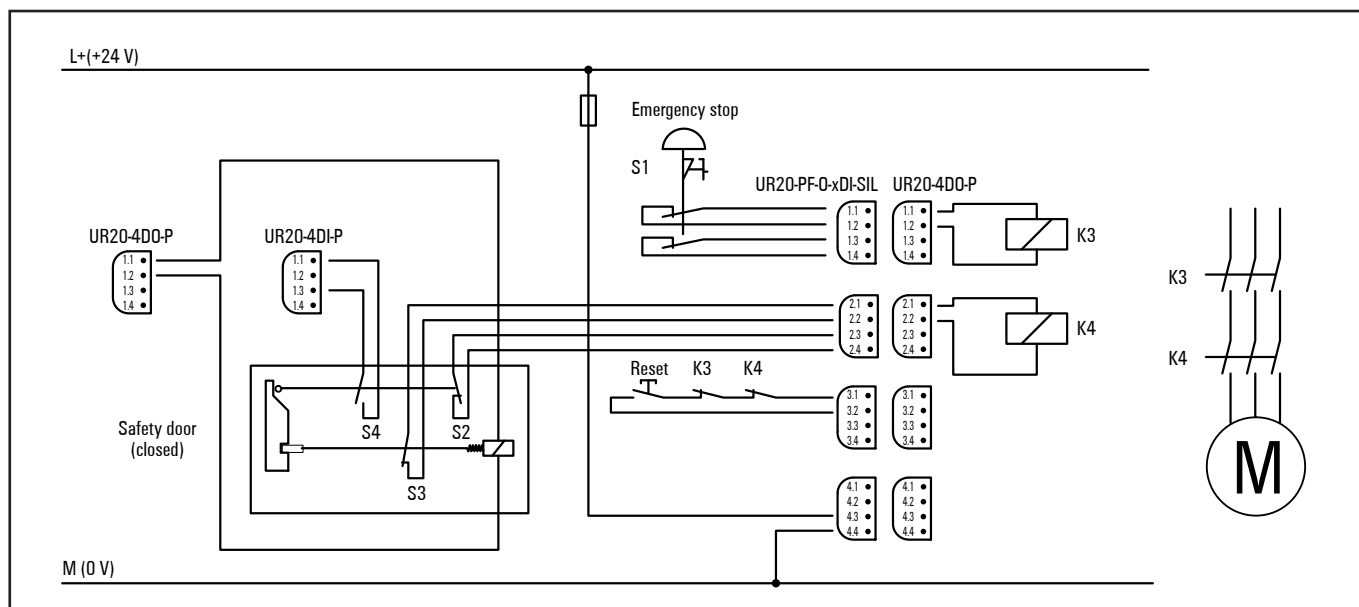 L+(+24 V)
Emergency stop
S1
UR20-PF-O-xDI-SIL
UR20-4DO-P
1.1
1.2
1.3
1.4
1.1
1.2
1.3
1.4
K3
UR20-4DO-P
1.1
1.2
1.3
1.4
UR20-4DI-P
1.1
1.2
1.3
1.4
2.1
2.2
2.3
2.4
2.1
2.2
2.3
2.4
K4
K3
K4
Reset
K3
K4
3.1
3.2
3.3
3.4
3.1
3.2
3.3
3.4
Safety door
(closed)
S4
S2
S3
4.1
4.2
4.3
4.4
4.1
4.2
4.3
4.4
M
M (0 V)